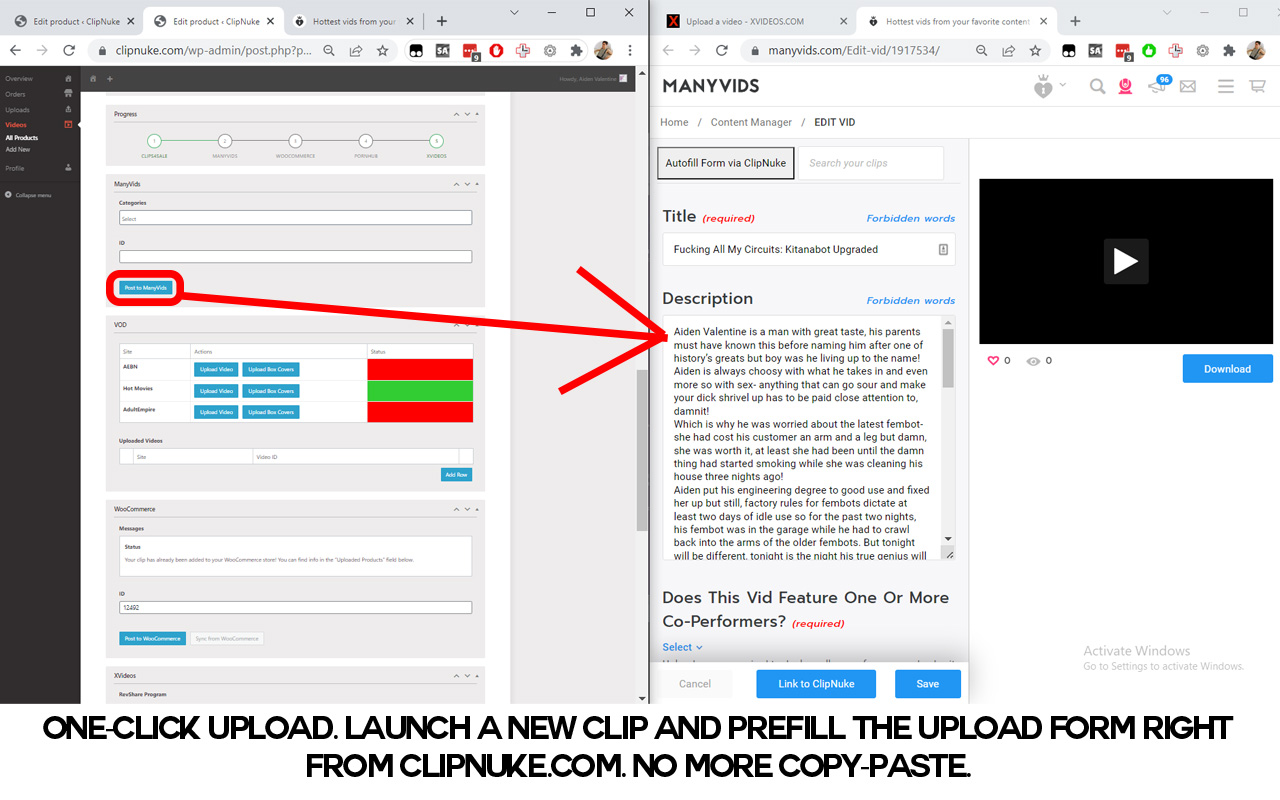 Edit product ‹ ClipNuke
Edit product ‹ ClipNuke
Hottest vids from your
clipnuke.com/wp-admin/post.php?p...
SA
9
Overview
Orders
Uploads
Videos
All Products
Add New
Profile
Collapse menu
Howdy, Aiden Valentine
Progress
1
2
3
4
5
CLIPS4SALE
MANYVIDS
WOOCOMMERCE
PORNHUB
XVIDEOS
ManyVids
Categories
Select
ID
Post to ManyVids
VOD
Site Actions Status
AEBN Upload Video Upload Box Covers
Hot Movies Upload Video Upload Box Covers
AdultEmpire Upload Video Upload Box Covers
Uploaded Videos
Site Video ID
Add Row
WooCommerce
Messages
Status
Your clip has already been added to your WooCommerce store! You can find info in the "Uploaded Products" field below.
ID
12492
Post to WooCommerce Sync from WooCommerce
XVideos
RevShare Program
X Upload a video - XVIDEOS.COM
Hottest vids from your favorite content
manyvids.com/Edit-vid/1917534/
SA
9
MANYVIDS
1
96
Home / Content Manager / EDIT VID
Autofill Form via ClipNuke
Search your clips
Title (required) Forbidden words
Fucking All My Circuits: Kitanabot Upgraded
Description Forbidden words
Aiden Valentine is a man with great taste, his parents
must have known this before naming him after one of
history's greats but boy was he living up to the name!
Aiden is always choosy with what he takes in and even
more so with sex- anything that can go sour and make
your dick shrivel up has to be paid close attention to,
damnit!
Which is why he was worried about the latest fembot-
she had cost his customer an arm and a leg but damn,
she was worth it, at least she had been until the damn
thing had started smoking while she was cleaning his
house three nights ago!
Aiden put his engineering degree to good use and fixed
her up but still, factory rules for fembots dictate at
least two days of idle use so for the past two nights,
his fembot was in the garage while he had to crawl
back into the arms of the older fembots. But tonight
will be different, tonight is the night his true genius will
Does This Vid Feature One Or More
Co-Performers? (required)
Select
Cancel
Link to ClipNuke
Save
0 0
Download
Activate Windows
Go to Settings to activate Windows.
ONE-CLICK UPLOAD. LAUNCH A NEW CLIP AND PREFILL THE UPLOAD FORM RIGHT
FROM CLIPNUKE.COM. NO MORE COPY-PASTE.